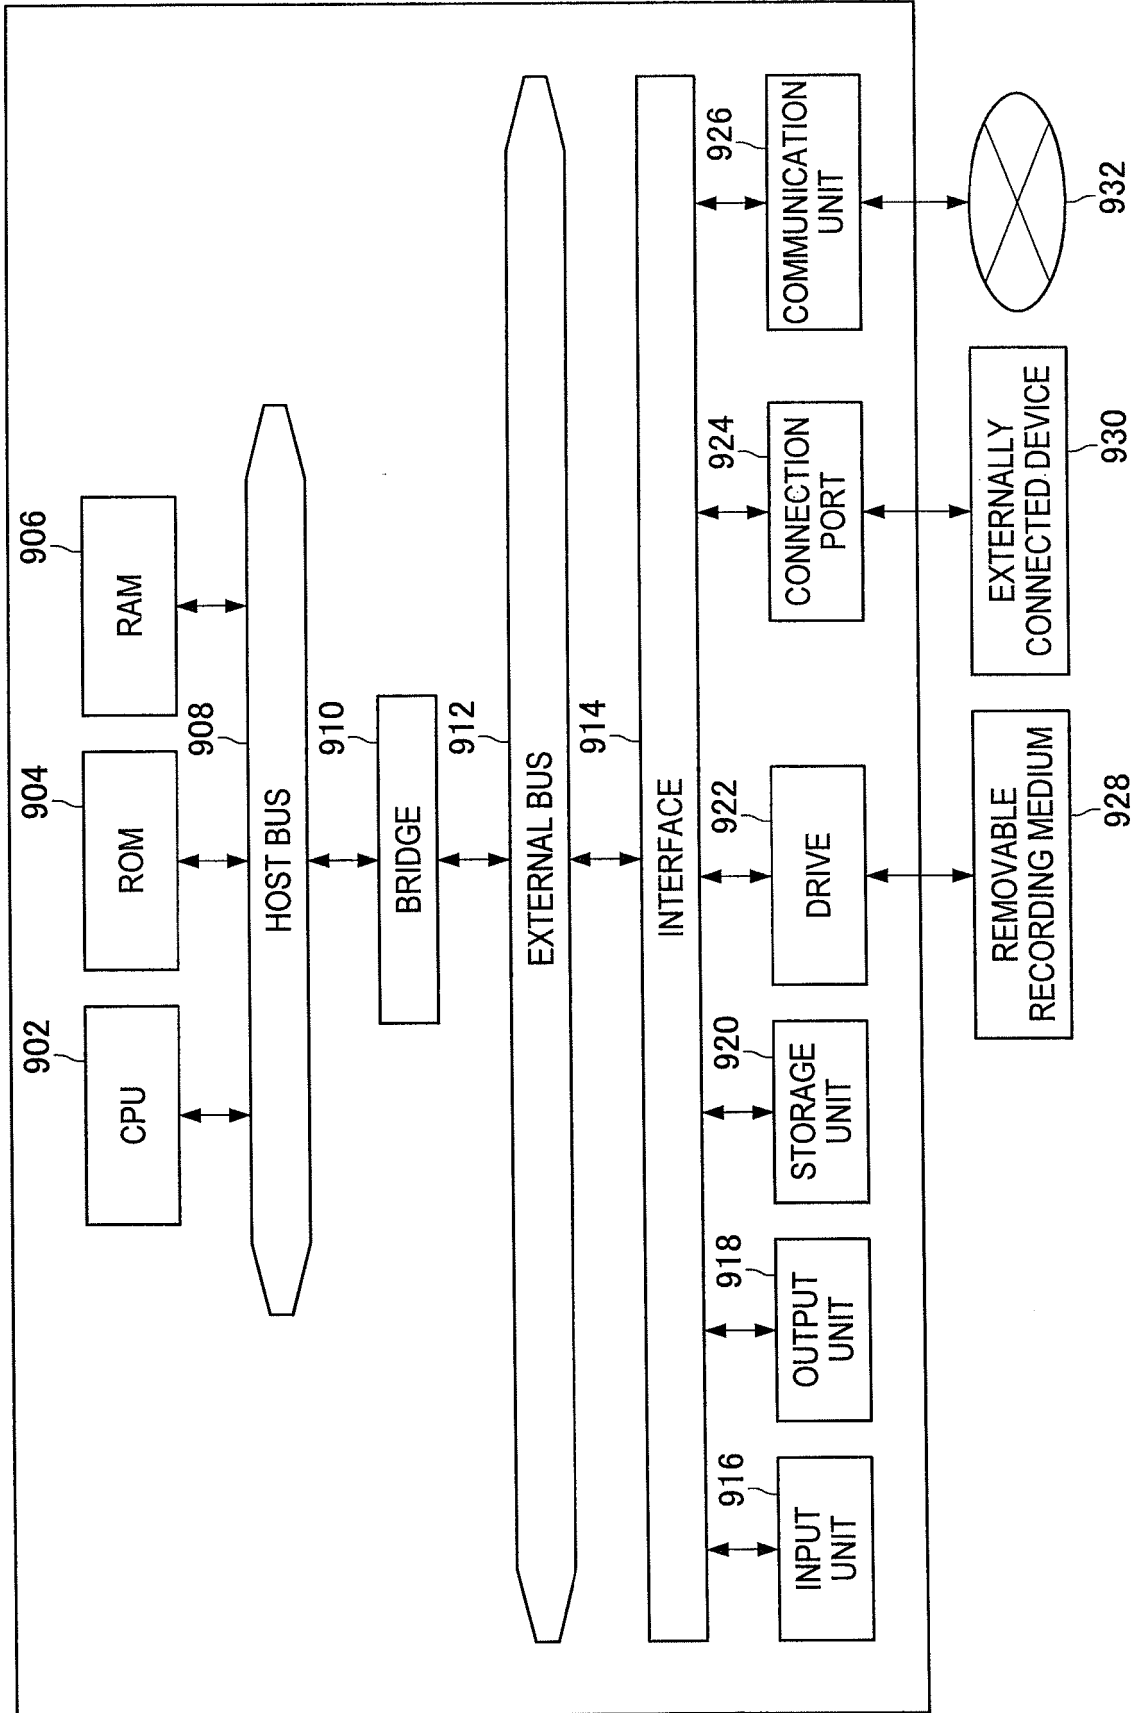 902
CPU
904
ROM
906
RAM
908
HOST BUS
910
BRIDGE
912
EXTERNAL BUS
914
INTERFACE
916
INPUT
UNIT
918
OUTPUT
UNIT
920
STORAGE
UNIT
922
DRIVE
924
CONNECTION
PORT
926
COMMUNICATION
UNIT
REMOVABLE
RECORDING MEDIUM
928
EXTERNALLY
CONNECTED DEVICE
930
932